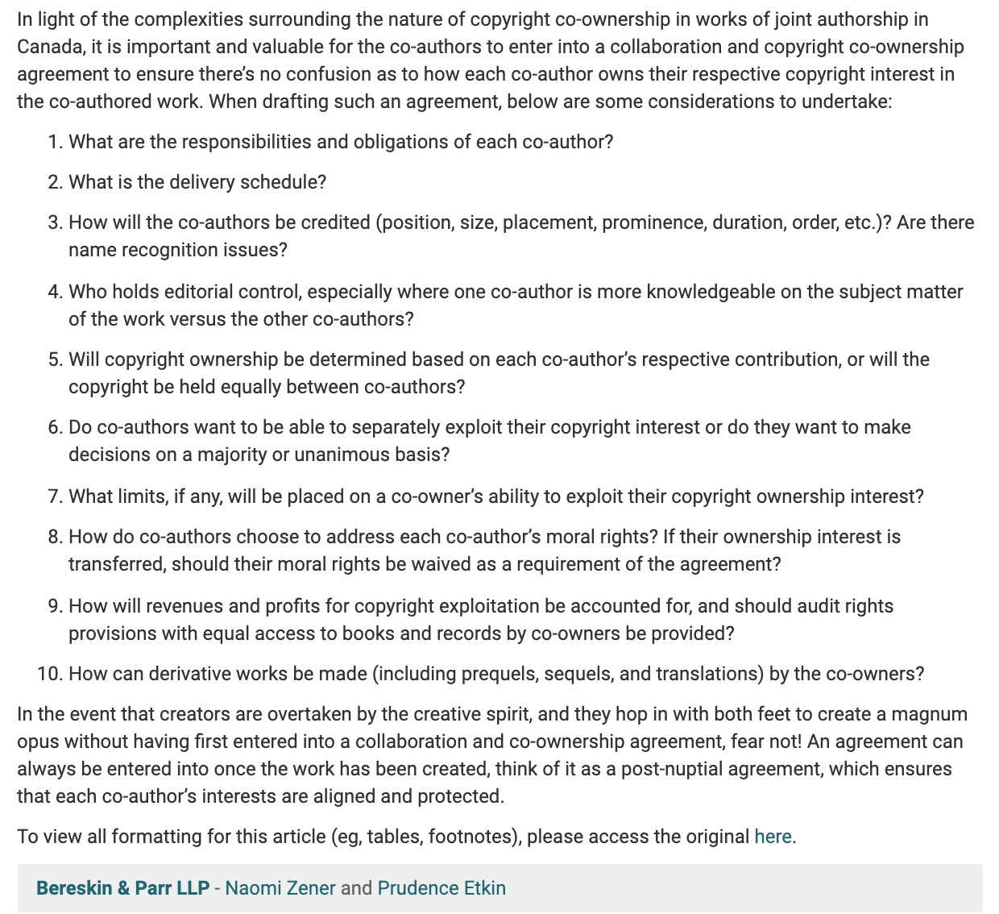 In light of the complexities surrounding the nature of copyright co-ownership in works of joint authorship in
Canada, it is important and valuable for the co-authors to enter into a collaboration and copyright co-ownership
agreement to ensure there’s no confusion as to how each co-author owns their respective copyright interest in
the co-authored work. When drafting such an agreement, below are some considerations to undertake:
1. What are the responsibilities and obligations of each co-author?
2. What is the delivery schedule?
3. How will the co-authors be credited (position, size, placement, prominence, duration, order, etc.)? Are there
name recognition issues?
4. Who holds editorial control, especially where one co-author is more knowledgeable on the subject matter
of the work versus the other co-authors?
5. Will copyright ownership be determined based on each co-author’s respective contribution, or will the
copyright be held equally between co-authors?
6. Do co-authors want to be able to separately exploit their copyright interest or do they want to make
decisions on a majority or unanimous basis?
7. What limits, if any, will be placed on a co-owner’s ability to exploit their copyright ownership interest?
8. How do co-authors choose to address each co-author’s moral rights? If their ownership interest is
transferred, should their moral rights be waived as a requirement of the agreement?
9. How will revenues and profits for copyright exploitation be accounted for, and should audit rights
provisions with equal access to books and records by co-owners be provided?
10. How can derivative works be made (including prequels, sequels, and translations) by the co-owners?
In the event that creators are overtaken by the creative spirit, and they hop in with both feet to create a magnum
opus without having first entered into a collaboration and co-ownership agreement, fear not! An agreement can
always be entered into once the work has been created, think of it as a post-nuptial agreement, which ensures
that each co-author’s interests are aligned and protected.
To view all formatting for this article (eg, tables, footnotes), please access the original here.
Bereskin & Parr LLP - Naomi Zener and Prudence Etkin